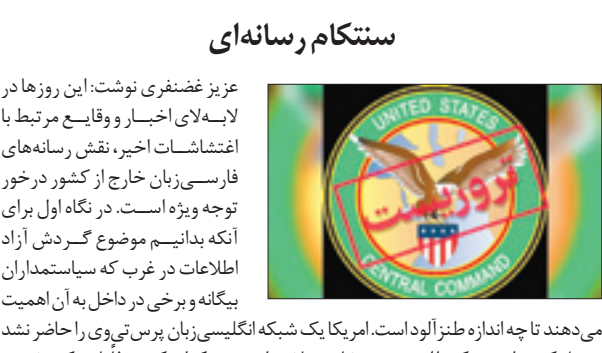 سنتکام رسانه‌ای
عزیز غضنفری نوشت: این روزها در
لابه‌لای اخبار و وقایع مرتبط با
اغتشاشات اخیر، نقش رسانه‌های
فارسی‌زبان خارج از کشور درخور
توجه ویژه است. در نگاه اول برای
آنکه بدانیم موضوع گردش آزاد
اطلاعات در غرب که سیاستمداران
بیگانه و برخی در داخل به آن اهمیت
می‌دهند تا چه اندازه طنزآلود است. امریکا یک شبکه انگلیسی‌زبان پرس‌تی‌وی را حاضر نشد
UNITED STATES
تروریست
CENTRAL COMMAND